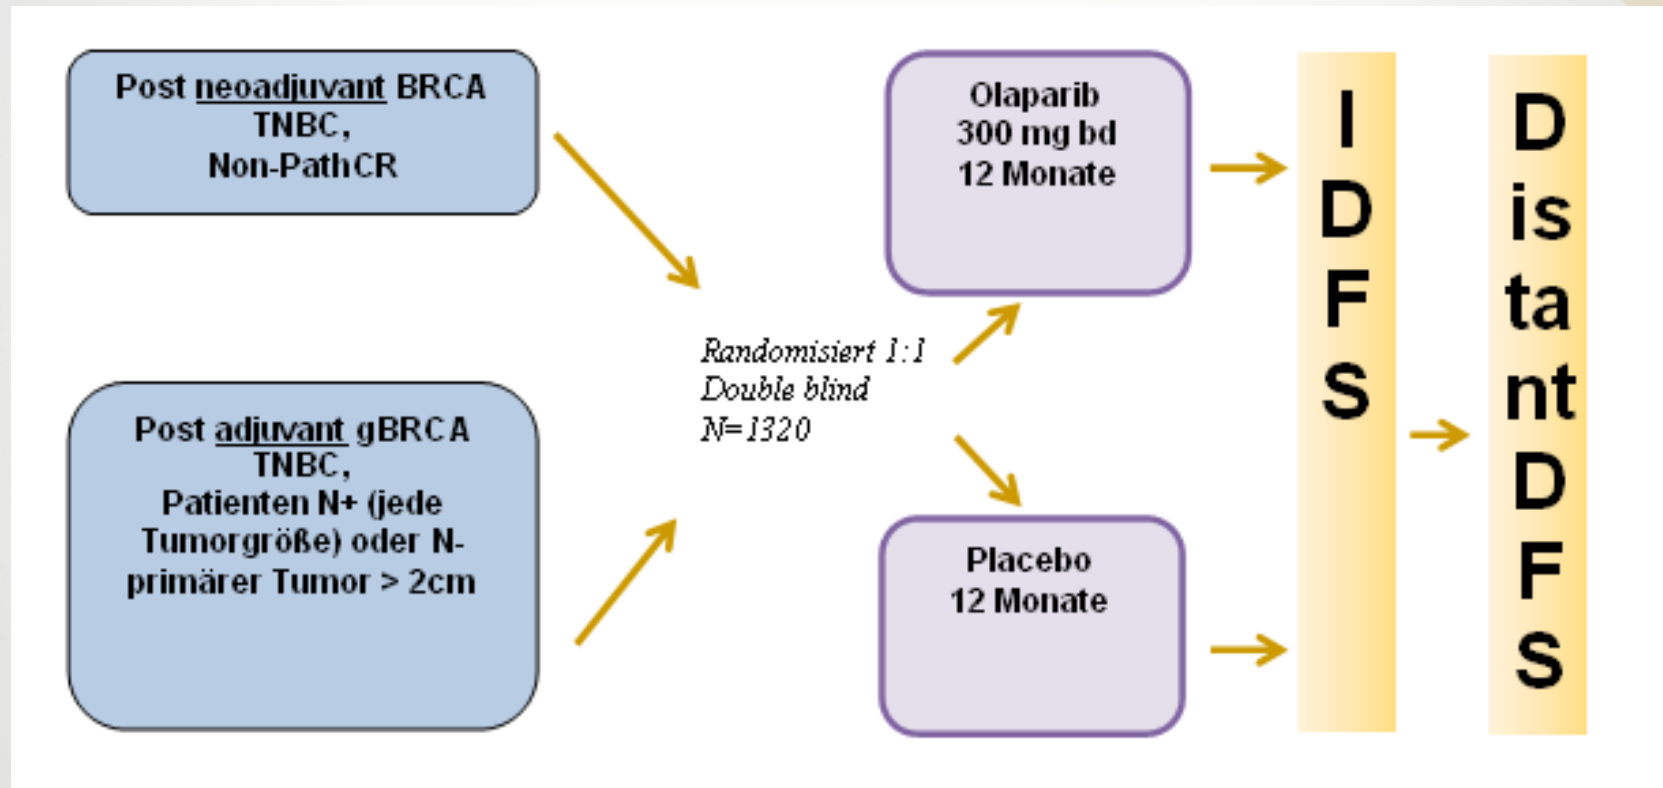 Post neoadjuvant BRCA
TNBC,
Non-PathCR
Post adjuvant gBRCA
TNBC,
Patienten N+ (jede
Tumorgröße) oder N-
primärer Tumor > 2cm
Randomisiert 1:1
Double blind
N=1320
Olaparib
300 mg bd
12 Monate
Placebo
12 Monate
I
D
F
S
D
is
ta
nt
D
F
S